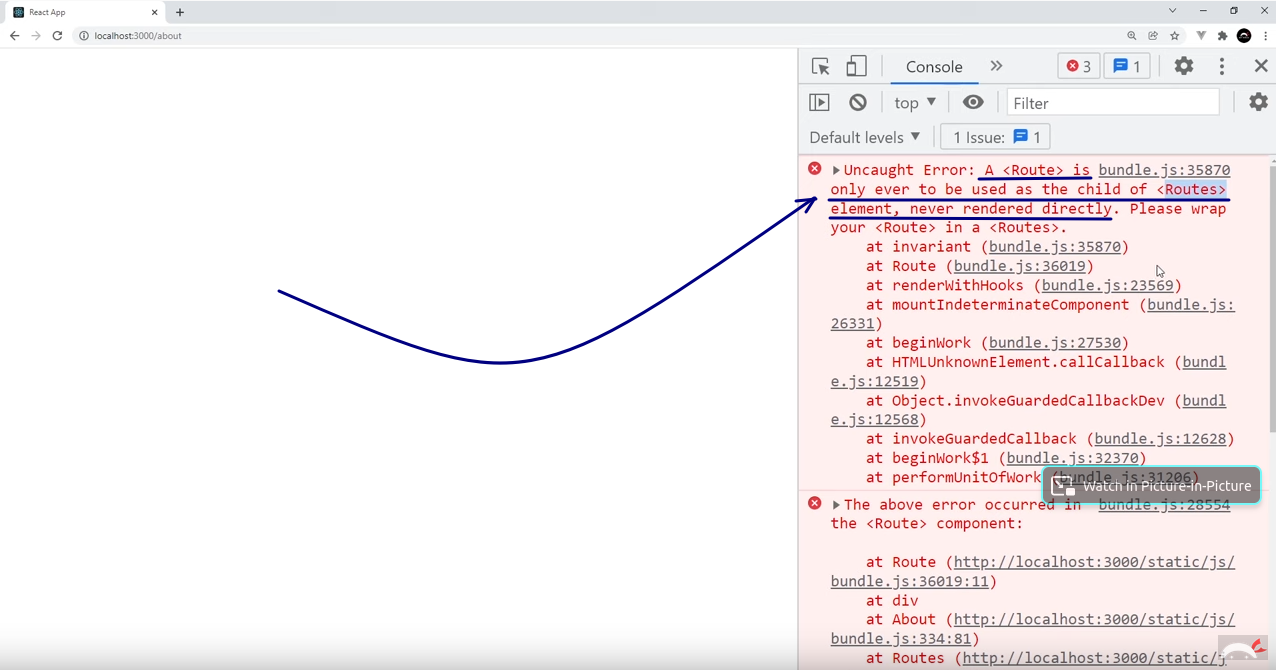 React App
localhost:3000/about
Console
3
1
top
Filter
Default levels
1 Issue:
1
Uncaught Error: A <Route> is bundle.js:35870
only ever to be used as the child of <Routes>
element, never rendered directly. Please wrap
your <Route> in a <Routes>.
at invariant (bundle.js:35870)
at Route (bundle.js:36019)
at renderWithHooks (bundle.js:23569)
at mountIndeterminateComponent (bundle.js:
26331)
at beginWork (bundle.js:27530)
at HTMLUnknownElement.callCallback (bundl
e.js:12519)
at Object.invokeGuardedCallbackDev (bundl
e.js:12568)
at invokeGuardedCallback (bundle.js:12628)
at beginWork$1 (bundle.js:32370)
at performUnitOfWork (bundle.js:31206)
Watch in Picture-in-Picture
The above error occurred in bundle.js:28554
the <Route> component:
at Route (http://localhost:3000/static/js/
bundle.js:36019:11)
at div
at About (http://localhost:3000/static/js/
bundle.js:334:81)
at Routes (http://localhost:3000/static/j